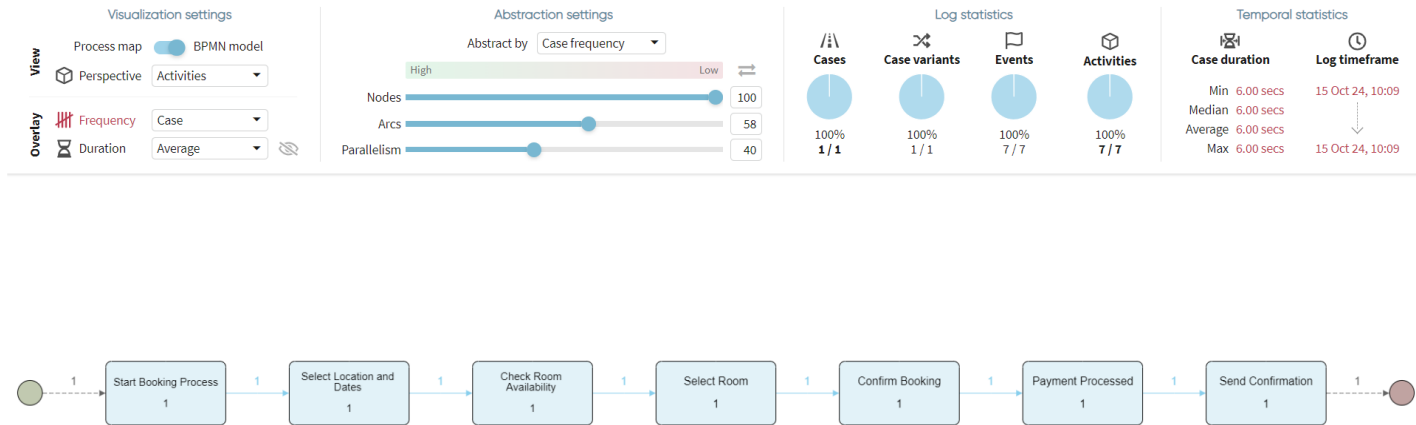 Visualization settings
View
Process map BPMN model
Perspective Activities
Overlay
Frequency Case
Duration Average
Abstraction settings
Abstract by Case frequency
High Low
Nodes 100
Arcs 58
Parallelism 40
Log statistics
Cases Case variants Events Activities
100% 100% 100% 100%
1 / 1 1 / 1 7 / 7 7 / 7
Temporal statistics
Case duration Log timeframe
Min 6.00 secs 15 Oct 24, 10:09
Median 6.00 secs
Average 6.00 secs
Max 6.00 secs 15 Oct 24, 10:09
1
Start Booking Process
1
1
Select Location and
Dates
1
1
Check Room
Availability
1
1
Select Room
1
1
Confirm Booking
1
1
Payment Processed
1
1
Send Confirmation
1
1